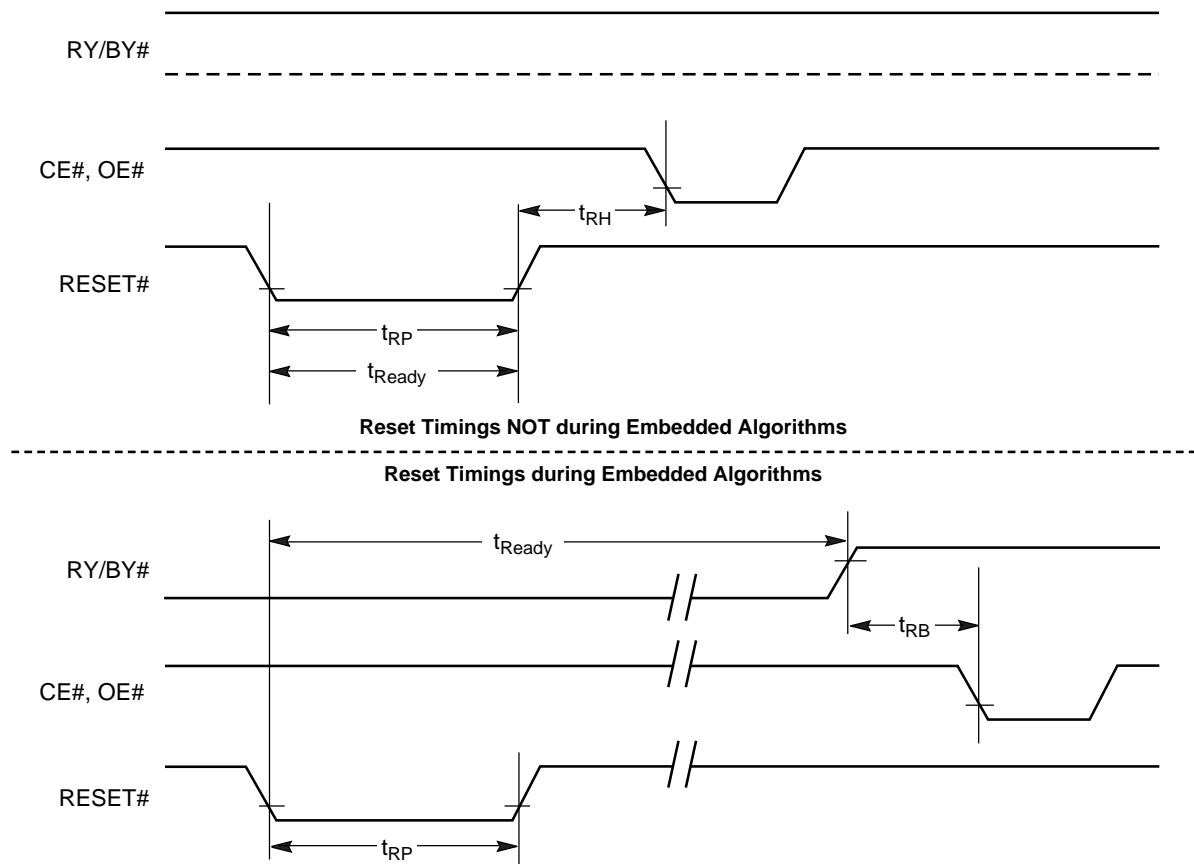 RY/BY#
CE#, OE#
tRH
RESET#
tRP
tReady
Reset Timings NOT during Embedded Algorithms
Reset Timings during Embedded Algorithms
tReady
RY/BY#
tRB
CE#, OE#
RESET#
tRP